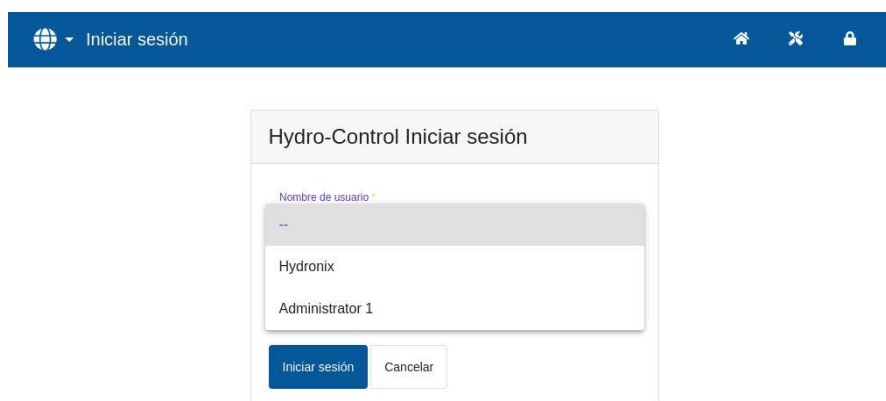 Iniciar sesión
Hydro-Control Iniciar sesión
Nombre de usuario *
--
Hydronix
Administrator 1
Iniciar sesión
Cancelar